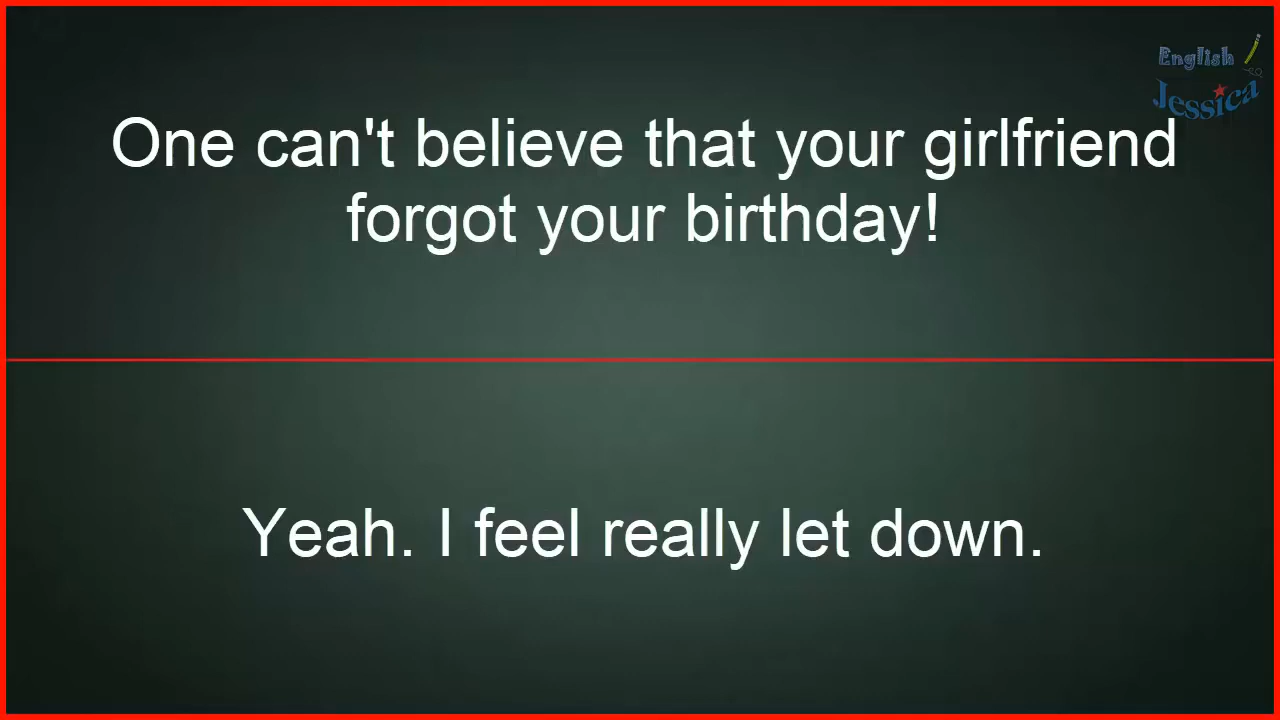 English
Jessica
One can't believe that your girlfriend
forgot your birthday!
Yeah. I feel really let down.